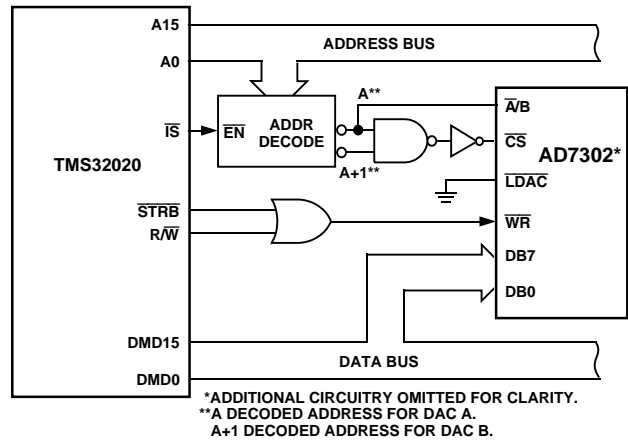 A15
ADDRESS BUS
A0
A**
IS
EN
ADDR
DECODE
A/B
CS
AD7302*
TMS32020
A+1**
LDAC
STRB
R/W
WR
DB7
DB0
DMD15
DATA BUS
DMD0
*ADDITIONAL CIRCUITRY OMITTED FOR CLARITY.
**A DECODED ADDRESS FOR DAC A.
A+1 DECODED ADDRESS FOR DAC B.